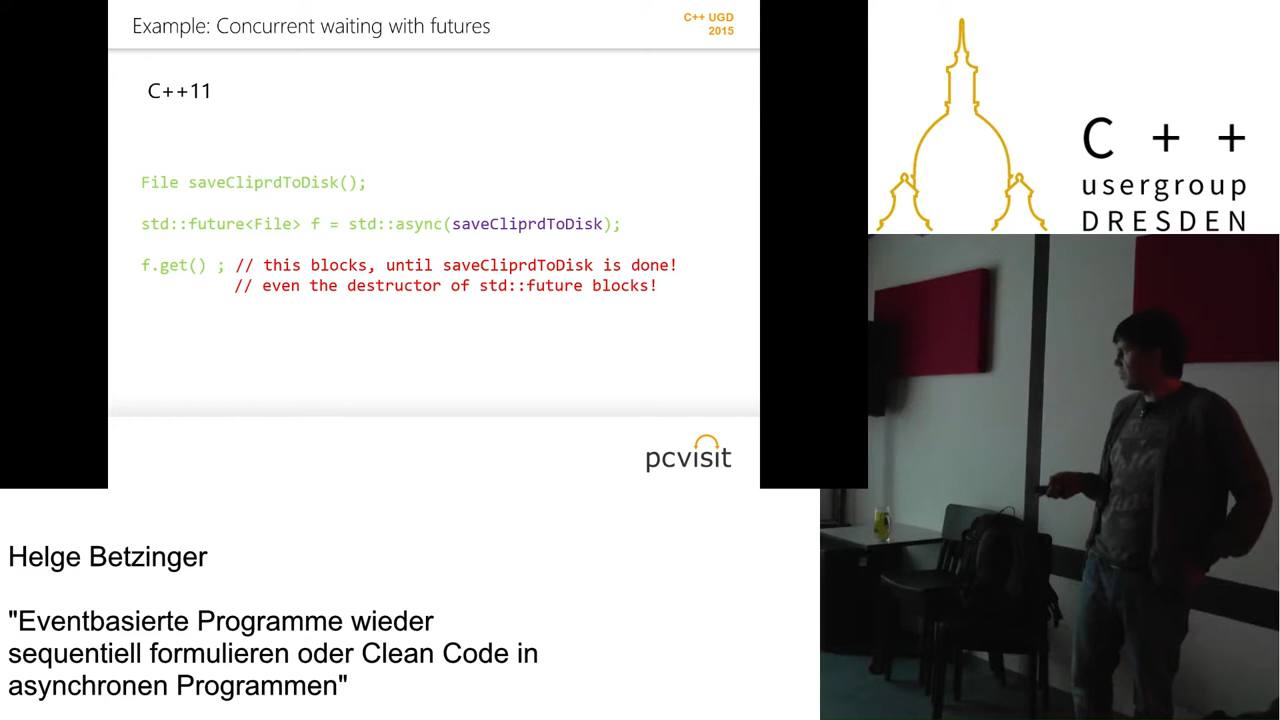 Example: Concurrent waiting with futures
C++ UGD
2015
C++11
File saveCliprdToDisk();
std::future<File> f = std::async(saveCliprdToDisk);
f.get() ; // this blocks, until saveCliprdToDisk is done!
// even the destructor of std::future blocks!
pcvisit
C + +
usergroup
DRESDEN
Helge Betzinger
"Eventbasierte Programme wieder
sequentiell formulieren oder Clean Code in
asynchronen Programmen"